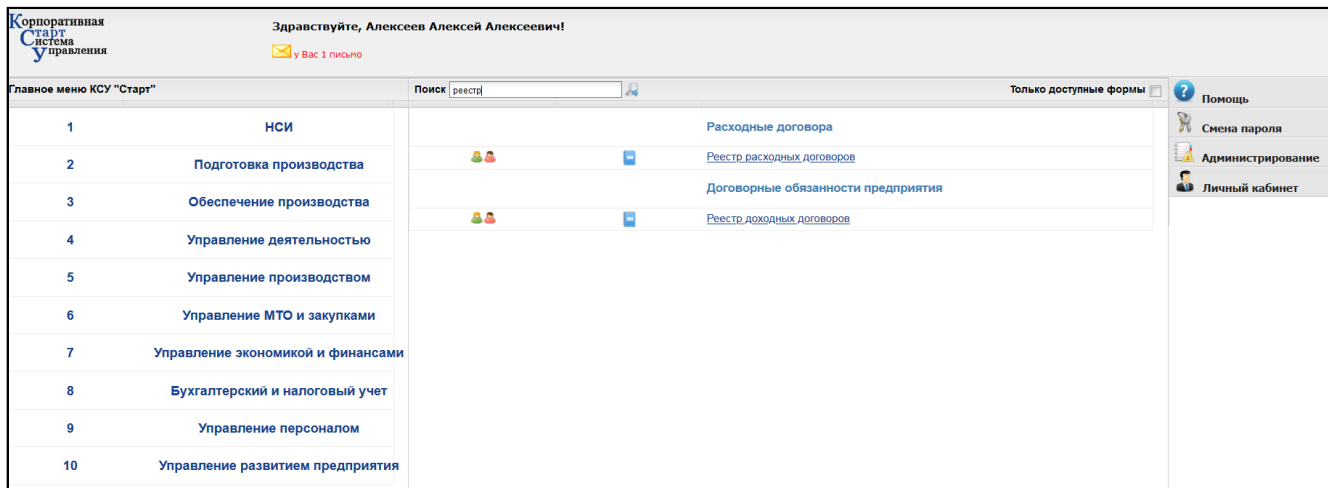 Корпоративная
Старт
Система
Управления
Здравствуйте, Алексеев Алексей Алексеевич!
у Вас 1 письмо
Главное меню КСУ "Старт"
Поиск реестр
Только доступные формы
1 НСИ
2 Подготовка производства
3 Обеспечение производства
4 Управление деятельностью
5 Управление производством
6 Управление МТО и закупками
7 Управление экономикой и финансами
8 Бухгалтерский и налоговый учет
9 Управление персоналом
10 Управление развитием предприятия
Расходные договора
Реестр расходных договоров
Договорные обязанности предприятия
Реестр доходных договоров
Помощь
Смена пароля
Администрирование
Личный кабинет